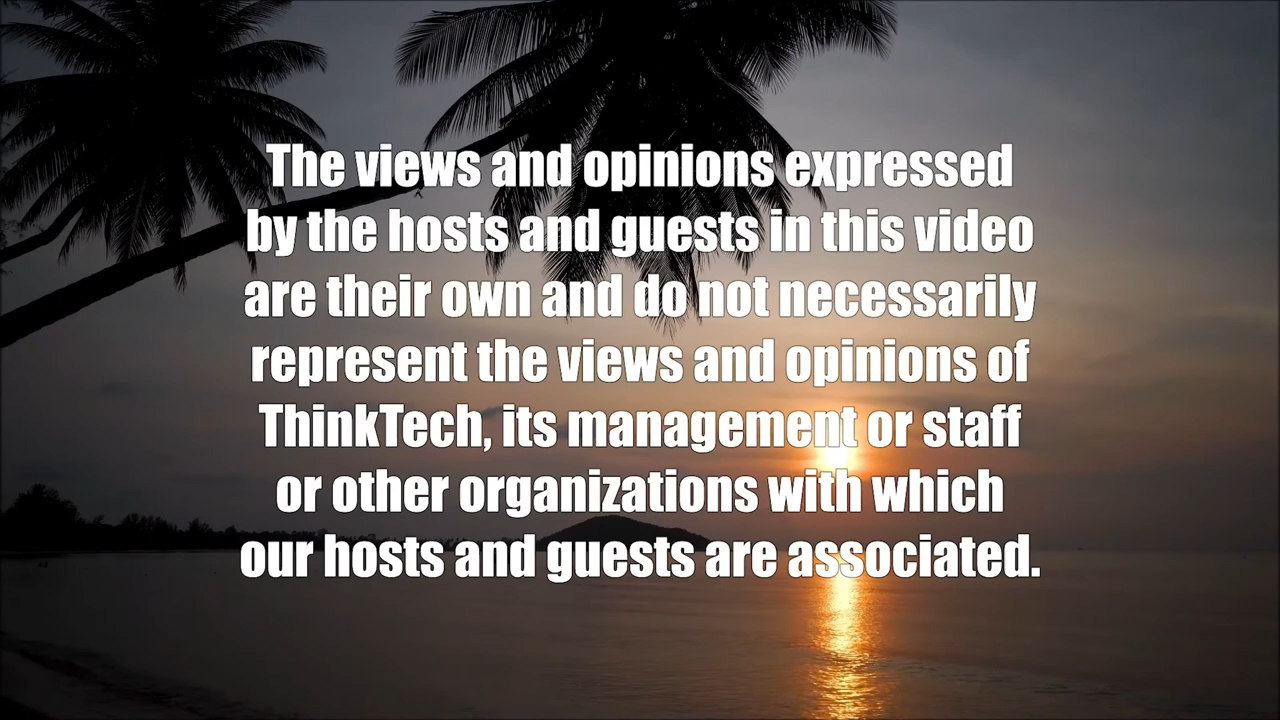 The views and opinions expressed
by the hosts and guests in this video
are their own and do not necessarily
represent the views and opinions of
ThinkTech, its management or staff
or other organizations with which
our hosts and guests are associated.